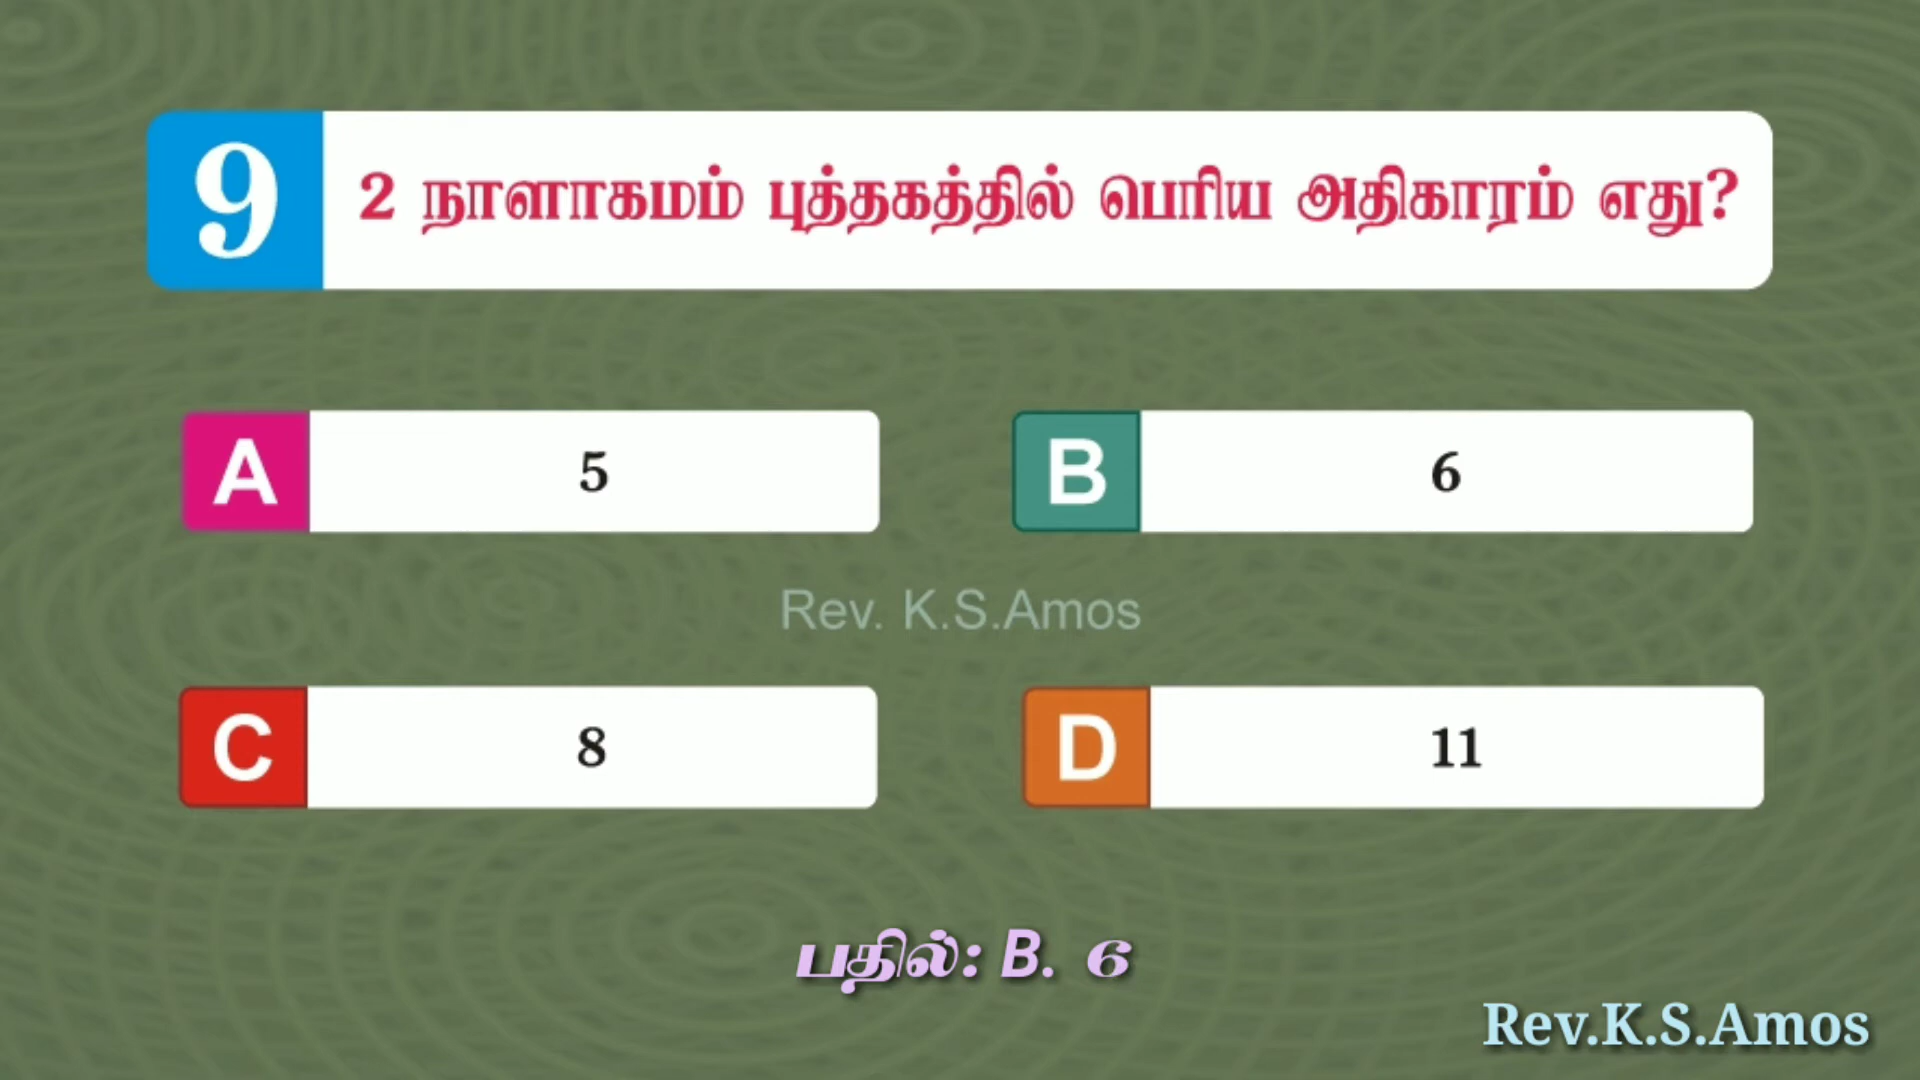 9
2 நாளாகமம் புத்தகத்தில் பெரிய அதிகாரம் எது?
A 5
B 6
Rev. K.S.Amos
C 8
D 11
பதில்: B. 6
Rev.K.S.Amos